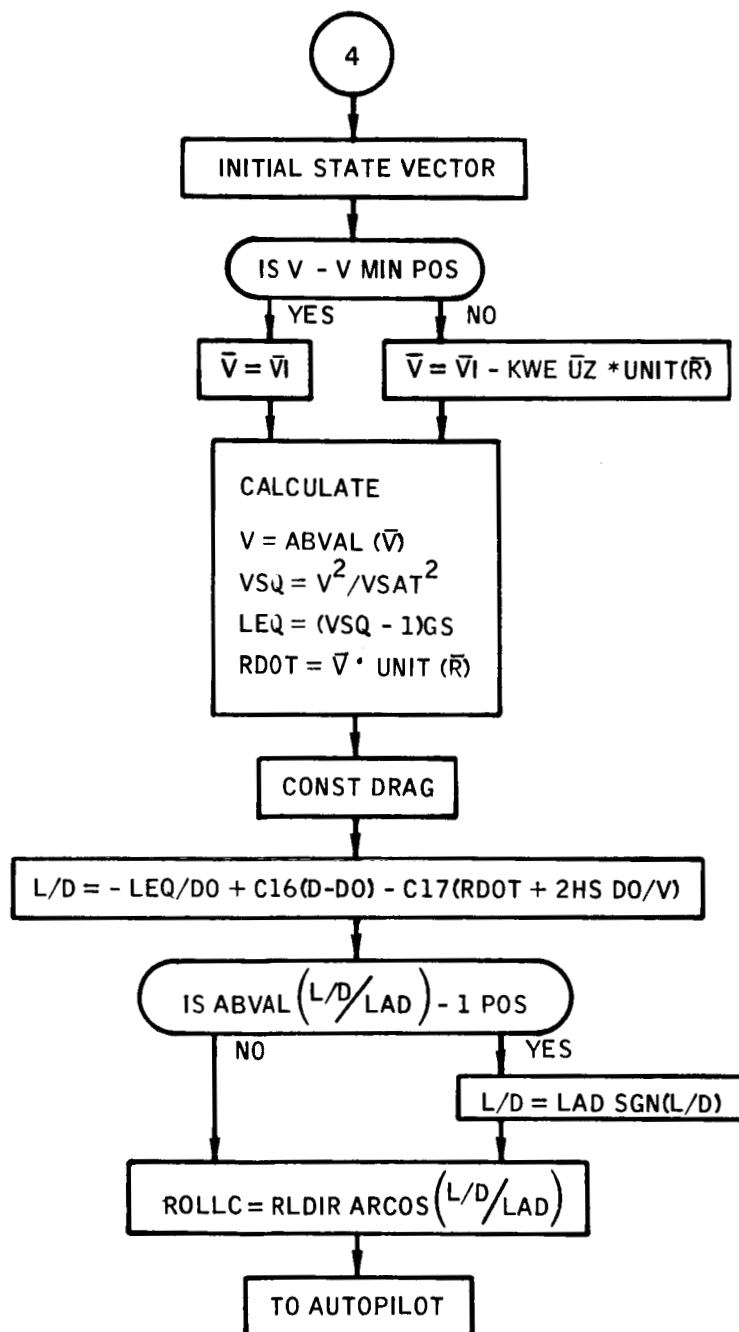 4
INITIAL STATE VECTOR
IS V - V MIN POS
YES
NO
V̄ = V̄I
V̄ = V̄I - KWE ŪZ * UNIT(R̄)
CALCULATE
V = ABVAL (V̄)
VSQ = V²/VSAT²
LEQ = (VSQ - 1)GS
RDOT = V̄ · UNIT (R̄)
CONST DRAG
L/D = - LEQ/DO + C16(D-DO) - C17(RDOT + 2HS DO/V)
IS ABVAL (L/D/LAD) - 1 POS
NO
YES
L/D = LAD SGN(L/D)
ROLLC = RLDIR ARCOS (L/D/LAD)
TO AUTOPILOT